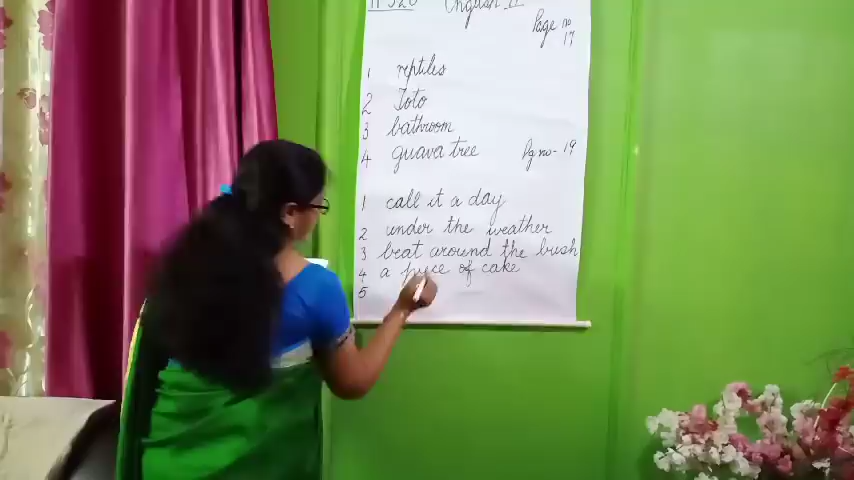 English - II
Page no
17
1 reptiles
2 Toto
3 bathroom
4 guava tree
Pg no - 19
1 call it a day
2 under the weather
3 beat around the bush
4 a piece of cake
5